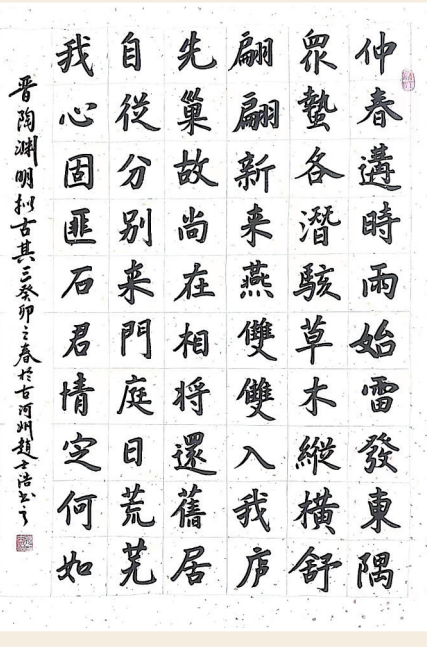 仲春遘時雨始雷發東隅
眾蟄各潛駭草木縱橫舒
翩翩新来燕雙雙入我庐
先巢故尚在相将還舊居
自從分别来門庭日荒芜
我心固匪石君情定何如
晋陶渊明拟古其三癸卯之春於古河州趙士浩书之